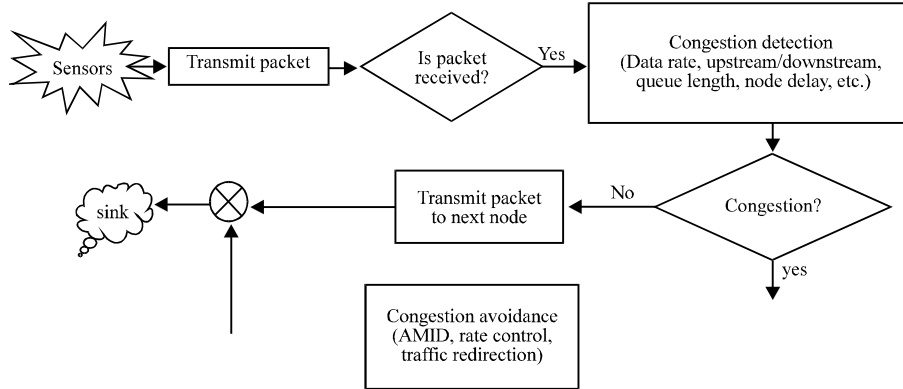 Sensors
Transmit packet
Is packet
received?
Yes
Congestion detection
(Data rate, upstream/downstream,
queue length, node delay, etc.)
sink
Transmit packet
to next node
No
Congestion?
yes
Congestion avoidance
(AMID, rate control,
traffic redirection)